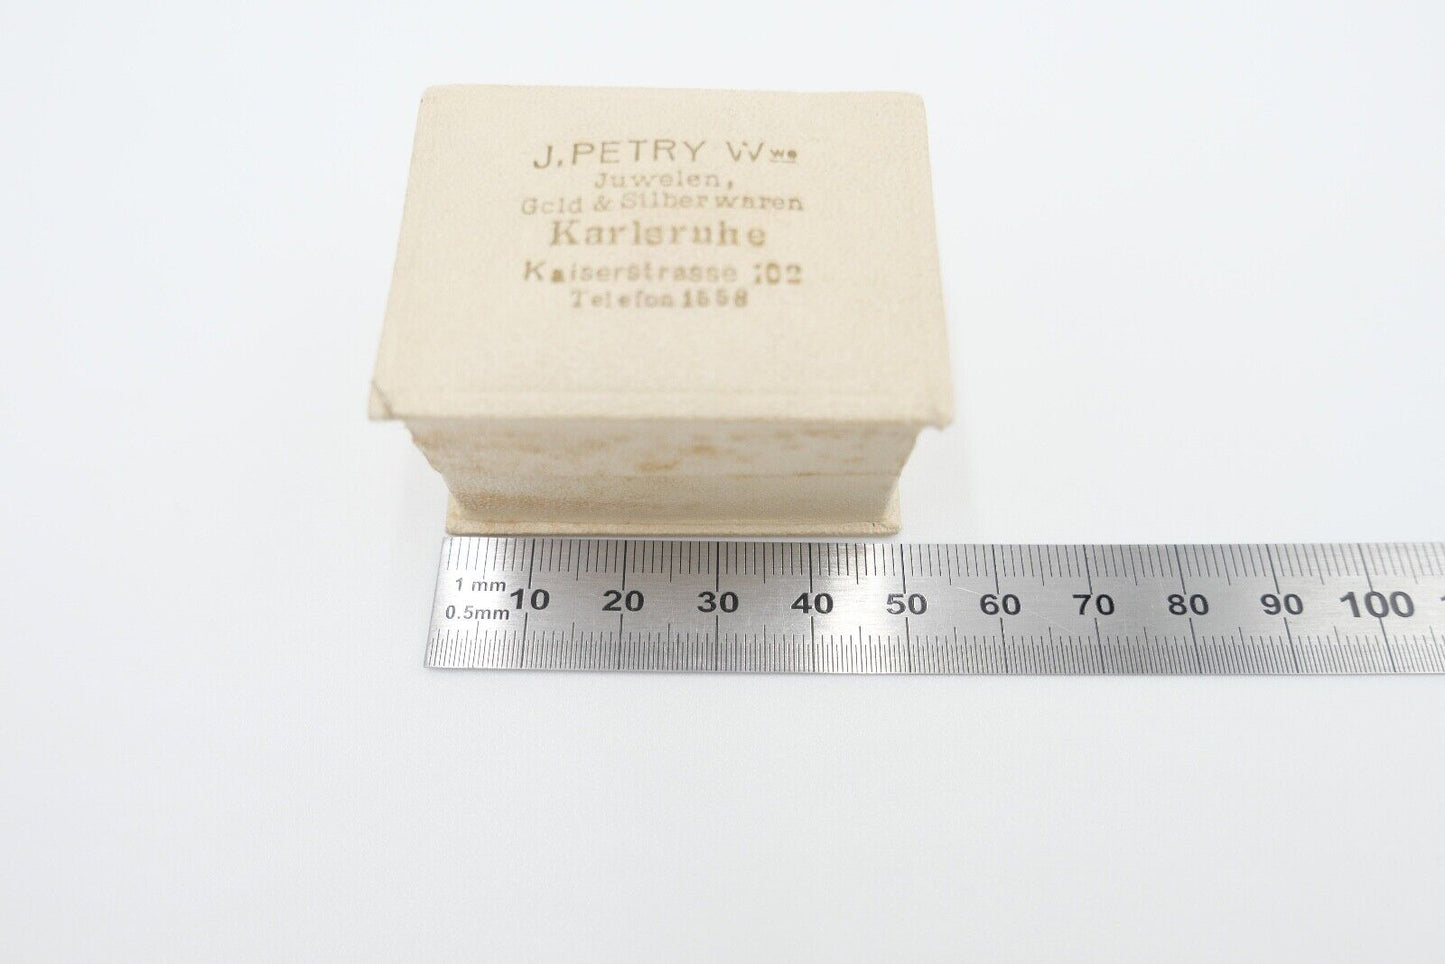 J. PETRY Wwe
Juwelen,
Gold & Silberwaren
Karlsruhe
Kaiserstrasse 102
Telefon 1558
1 mm
0.5mm
10 20 30 40 50 60 70 80 90 100